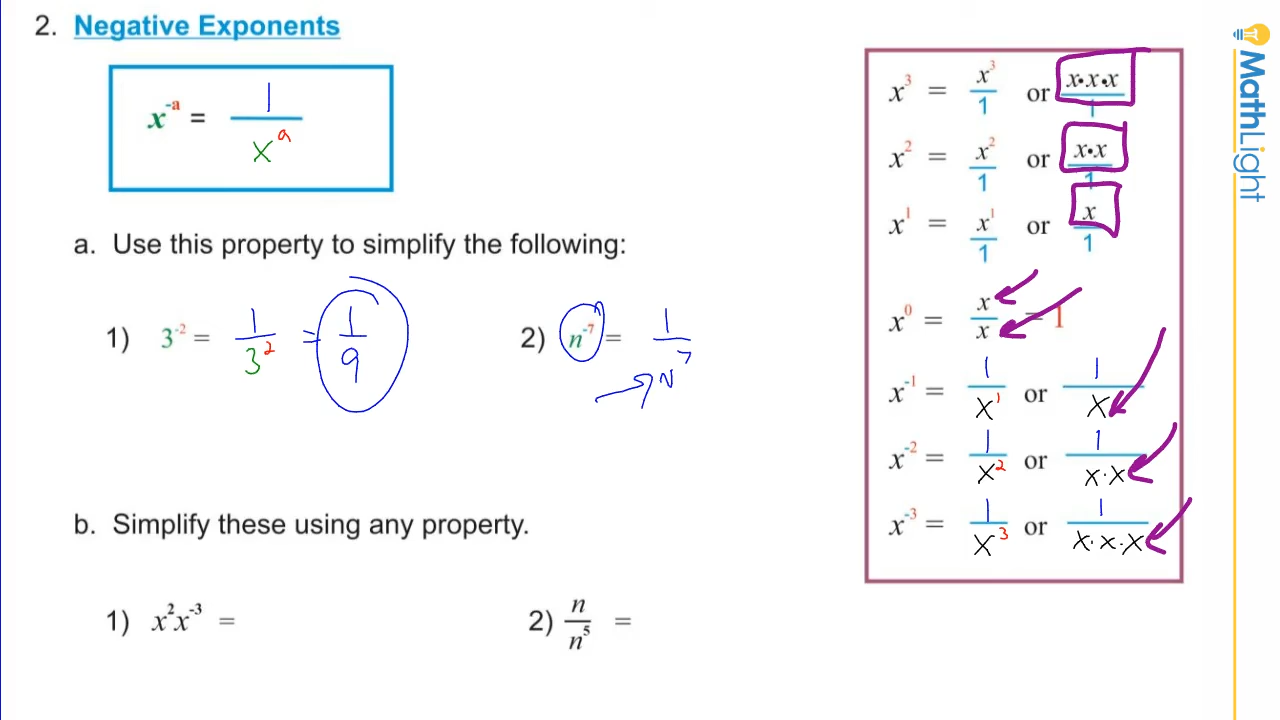 2. Negative Exponents
x^-a = 1/x^a
a. Use this property to simplify the following:
1) 3^-2 = 1/3^2 = 1/9
2) n^-7 = 1/n^7
b. Simplify these using any property.
1) x^2x^-3 =
2) n/n^5 =
x^3 = x^3/1 or x•x•x/1
x^2 = x^2/1 or x•x/1
x^1 = x^1/1 or x/1
x^0 = x/x = 1
x^-1 = 1/x^1 or 1/x
x^-2 = 1/x^2 or 1/x·x
x^-3 = 1/x^3 or 1/x·x·x
MathLight